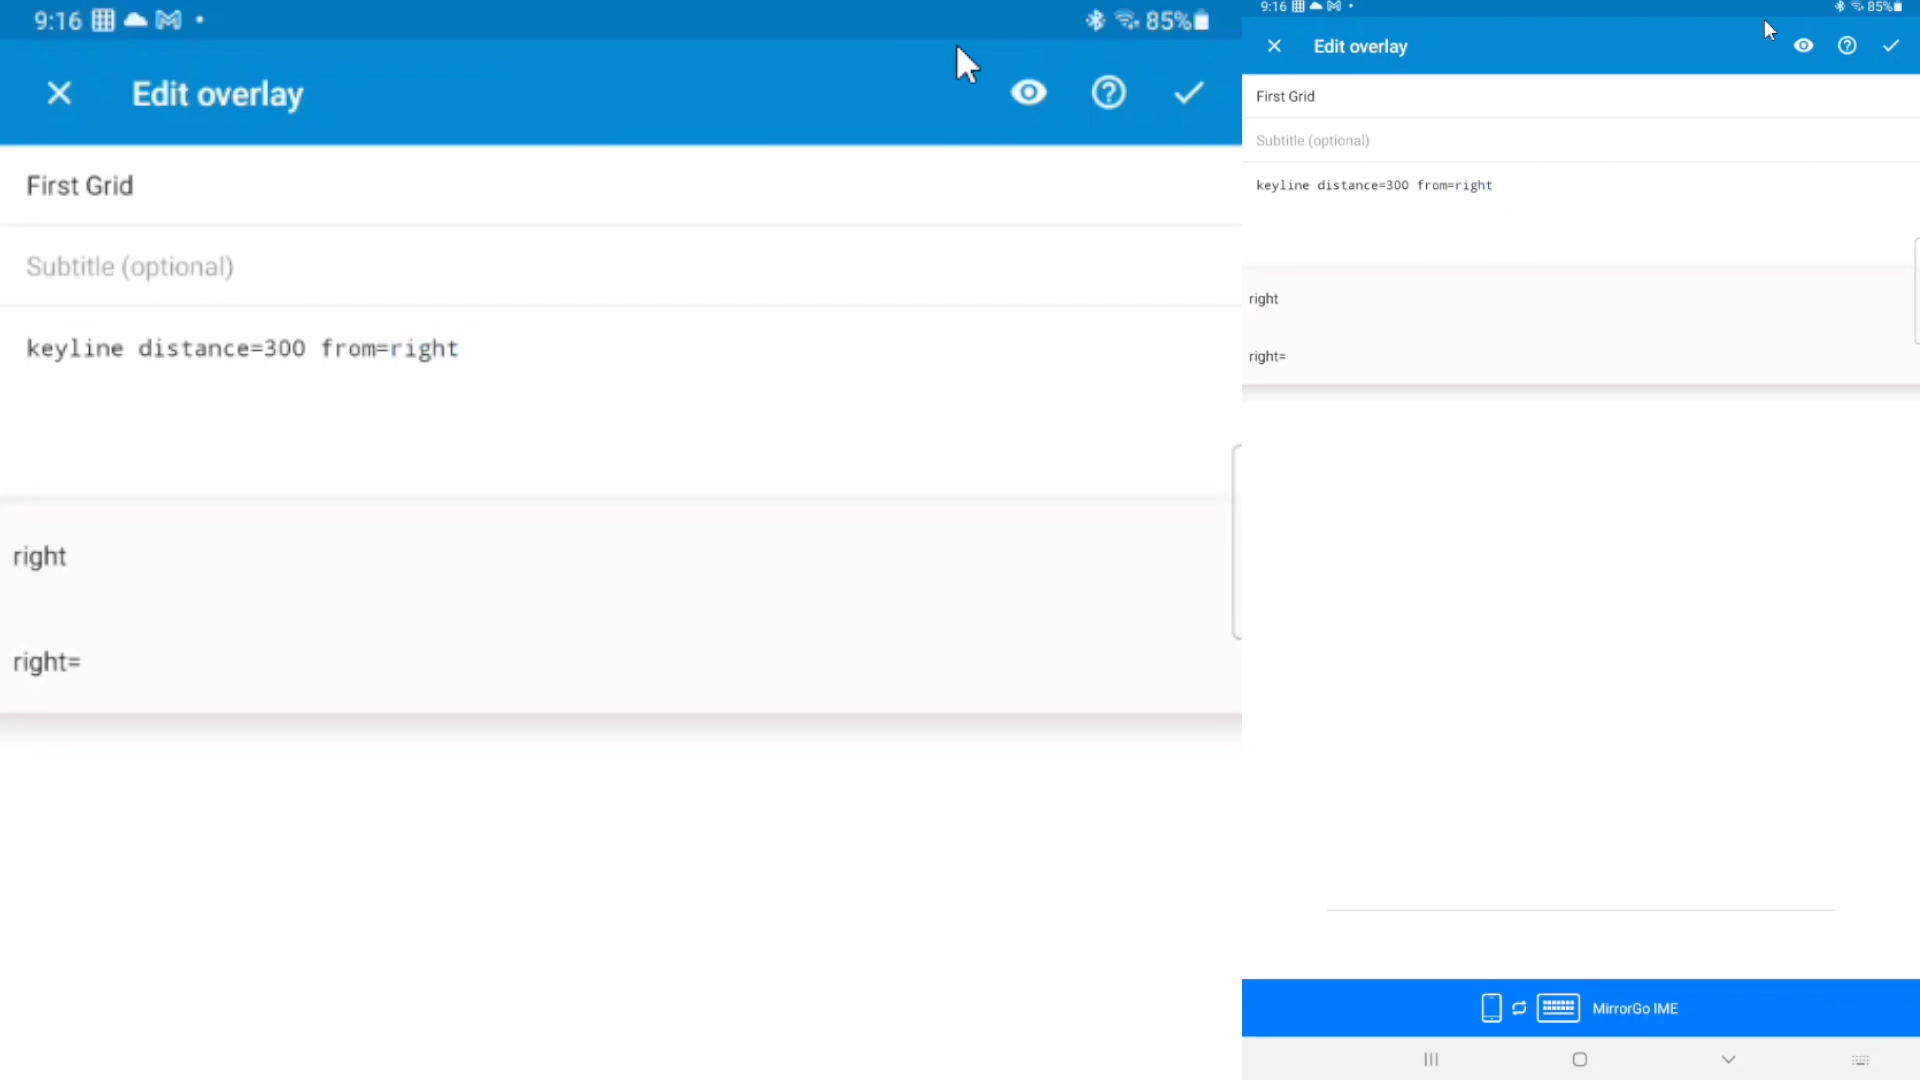 9:16
85%
Edit overlay
First Grid
Subtitle (optional)
keyline distance=300 from=right
right
right=
9:16
85%
Edit overlay
First Grid
Subtitle (optional)
keyline distance=300 from=right
right
right=
MirrorGo IME